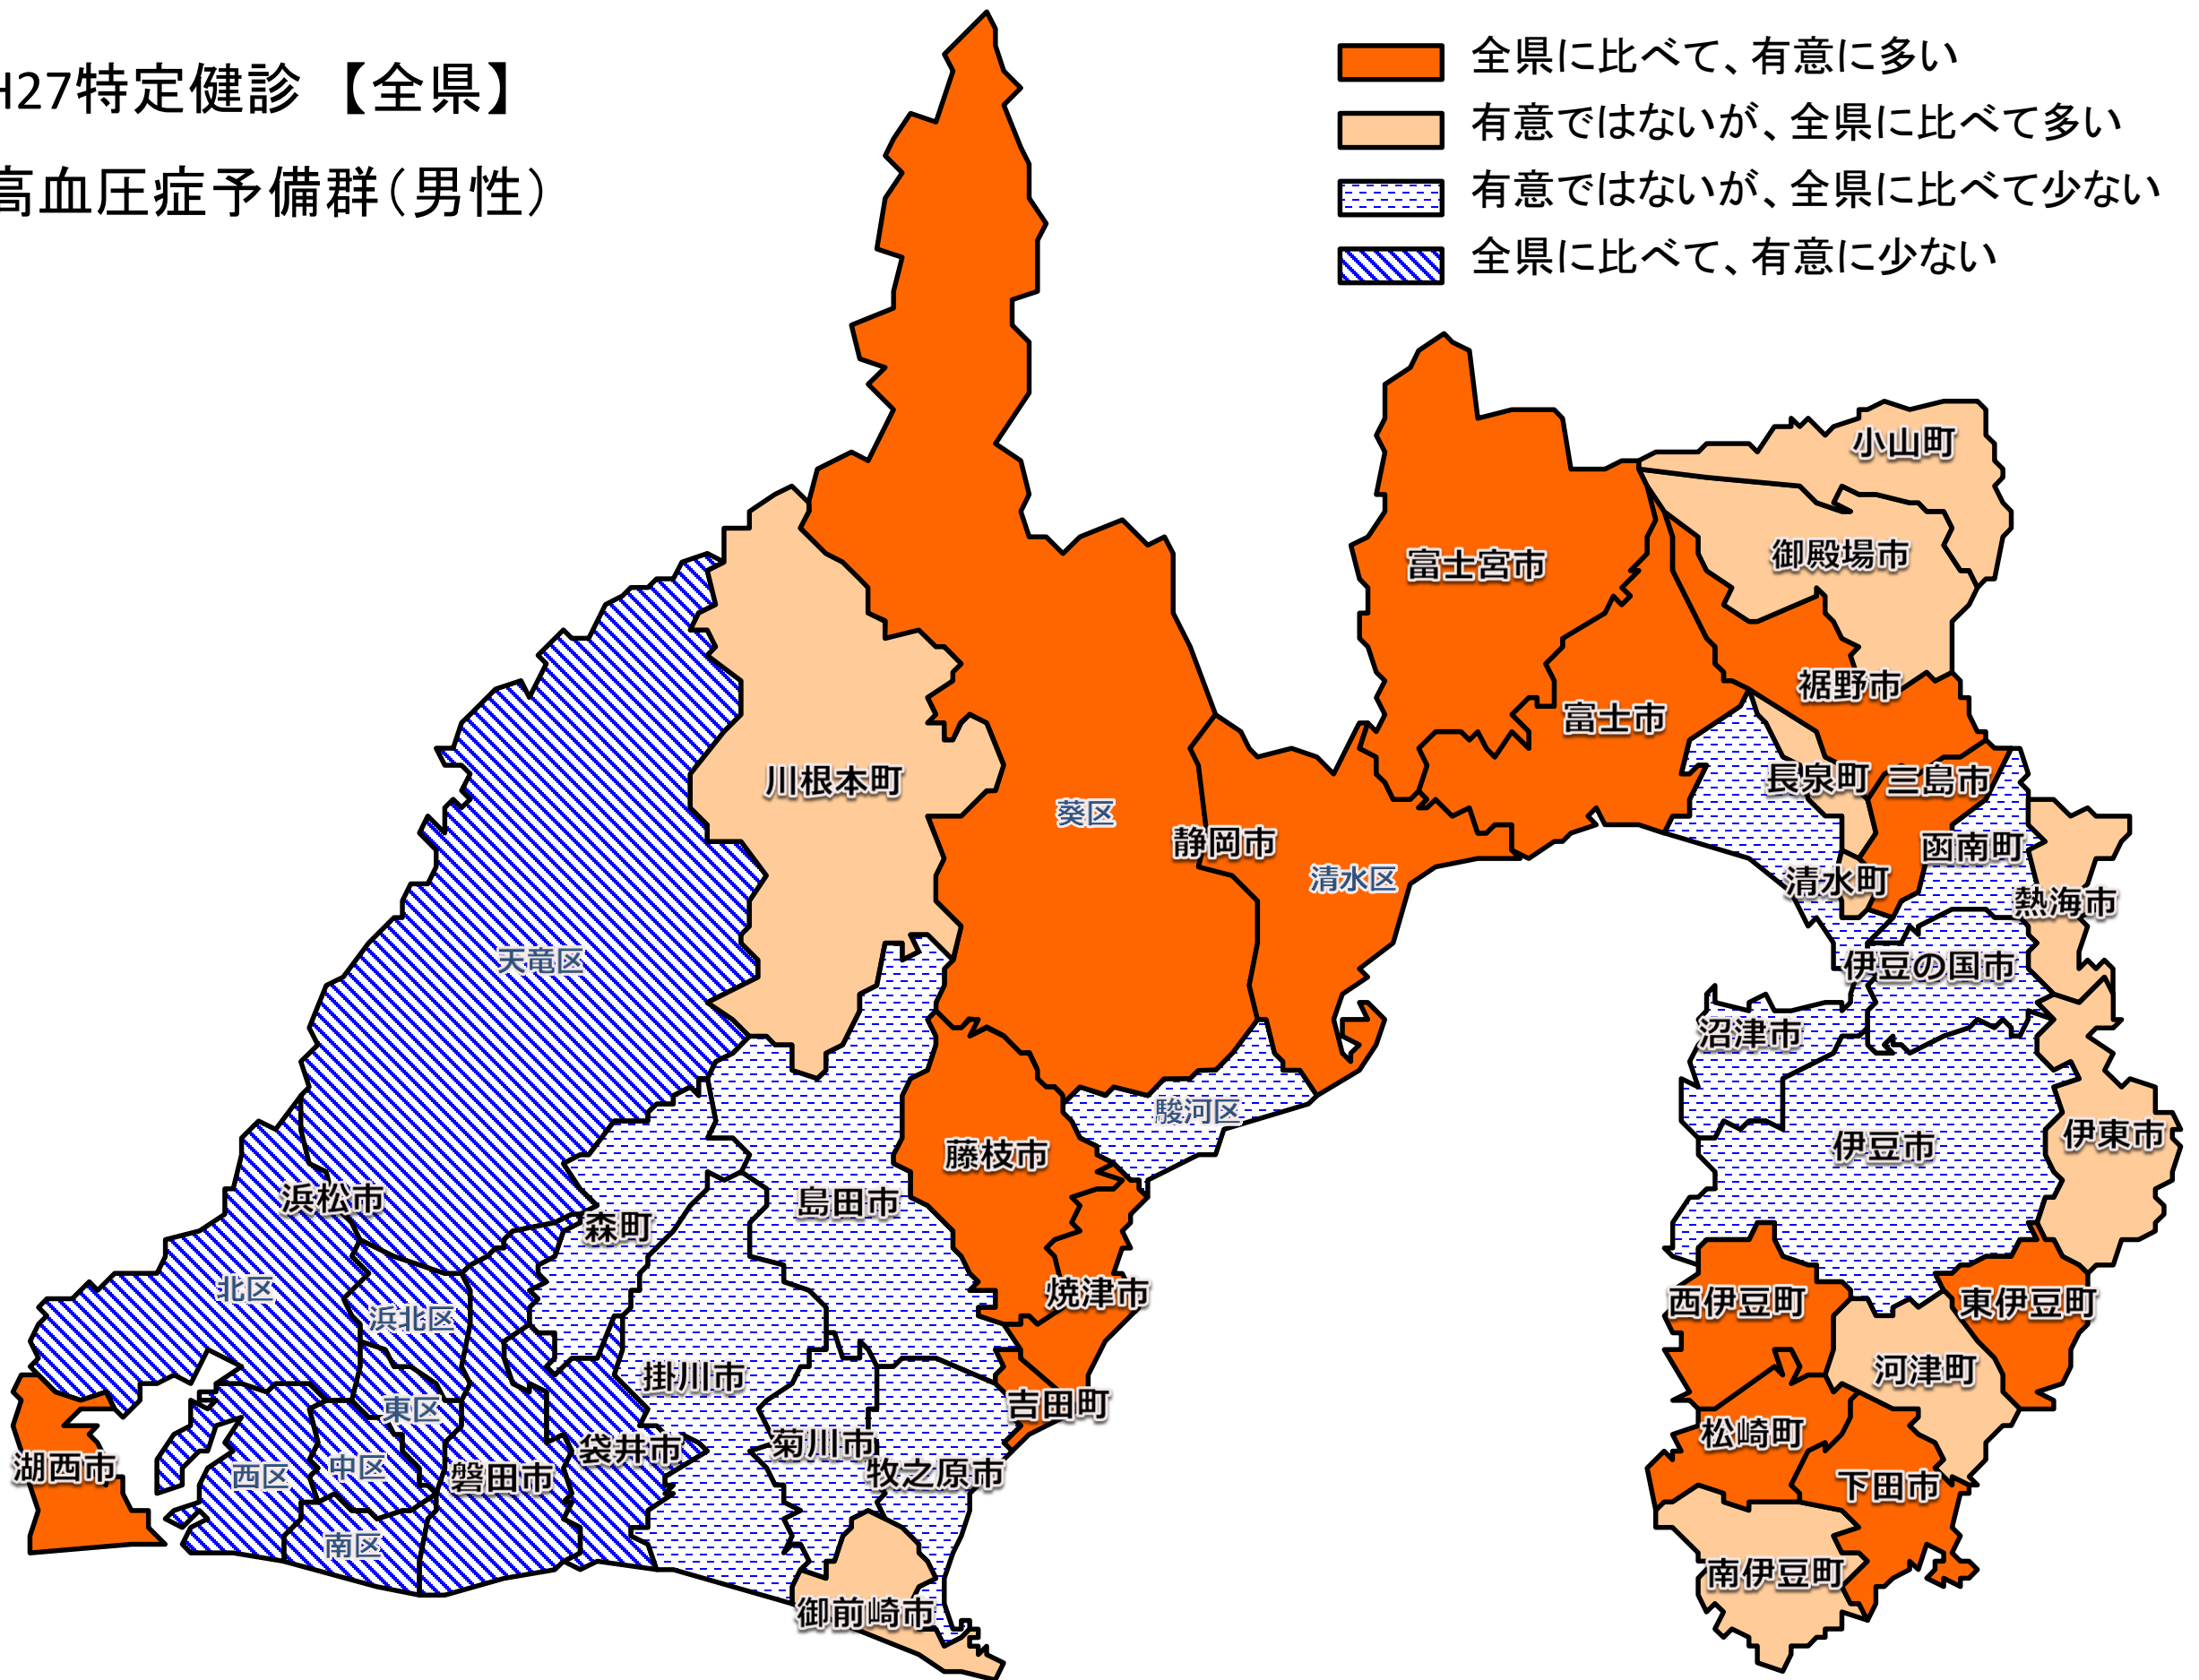 H27特定健診 【全県】
高血圧症予備群（男性）
全県に比べて、有意に多い
有意ではないが、全県に比べて多い
有意ではないが、全県に比べて少ない
全県に比べて、有意に少ない
小山町
御殿場市
富士宮市
裾野市
富士市
長泉町
三島市
川根本町
葵区
静岡市
函南町
清水区
清水町
熱海市
天竜区
伊豆の国市
沼津市
駿河区
伊東市
伊豆市
藤枝市
浜松市
島田市
森町
北区
焼津市
西伊豆町
東伊豆町
浜北区
掛川市
河津町
東区
吉田町
松崎町
菊川市
袋井市
湖西市
西区
中区
磐田市
牧之原市
下田市
南区
南伊豆町
御前崎市